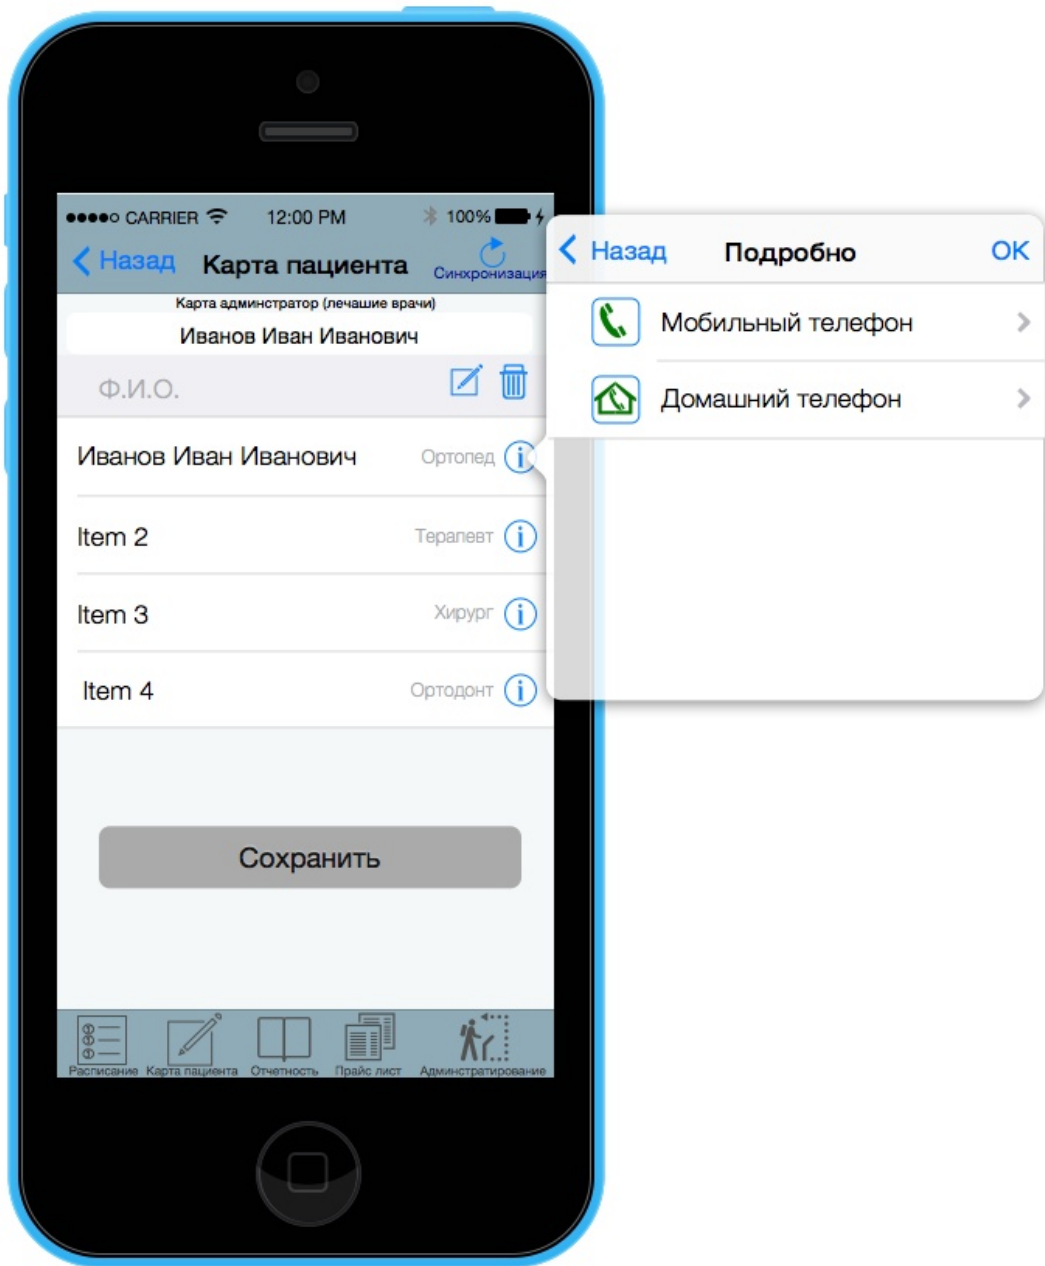 CARRIER 12:00 PM 100%
Назад Карта пациента Синхронизация
Карта админстратор (лечашие врачи)
Иванов Иван Иванович
Ф.И.О.
Иванов Иван Иванович Ортопед
Item 2 Терапевт
Item 3 Хирург
Item 4 Ортодонт
Сохранить
Расписание Карта пациента Отчетность Прайс лист Админстратирование
Назад Подробно OK
Мобильный телефон
Домашний телефон